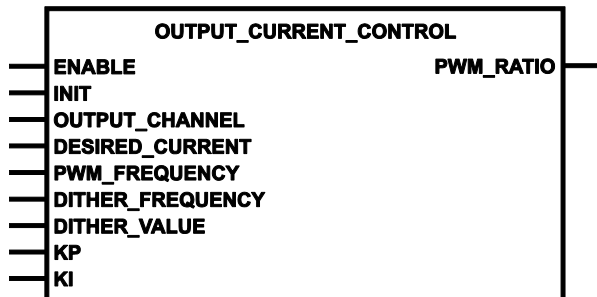 OUTPUT_CURRENT_CONTROL
ENABLE PWM_RATIO
INIT
OUTPUT_CHANNEL
DESIRED_CURRENT
PWM_FREQUENCY
DITHER_FREQUENCY
DITHER_VALUE
KP
KI